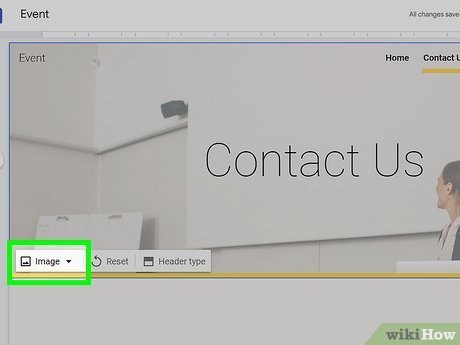 Event
All changes save
Event
Home Contact U
Contact Us
Image Reset Header type
wikiHow